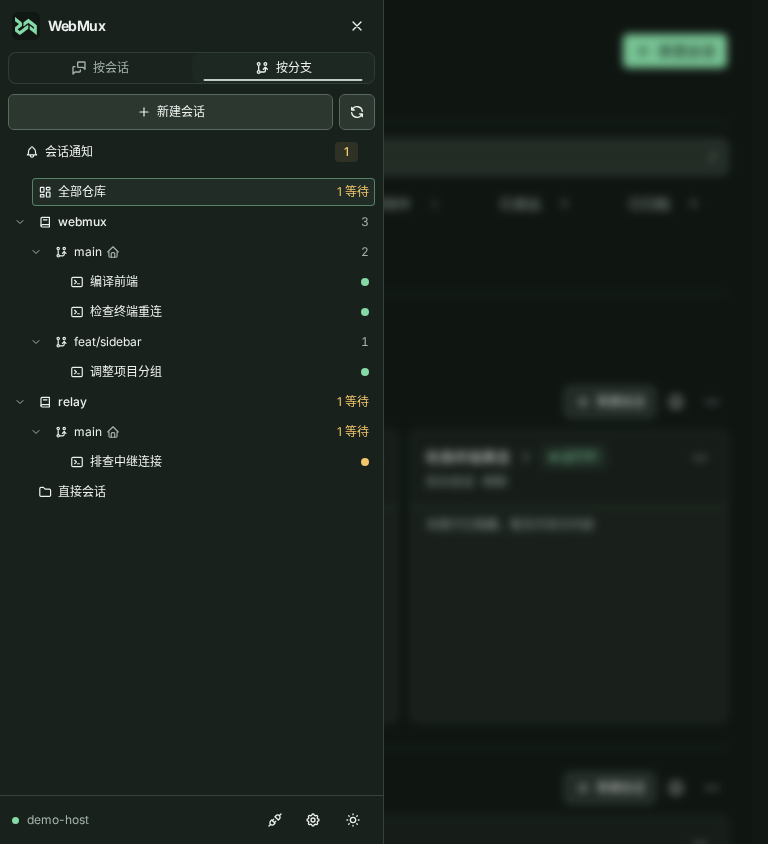 WebMux
按会话
按分支
新建会话
会话通知 1
全部仓库 1 等待
webmux 3
main 2
编译前端
检查终端重连
feat/sidebar 1
调整项目分组
relay 1 等待
main 1 等待
排查中继连接
直接会话
demo-host